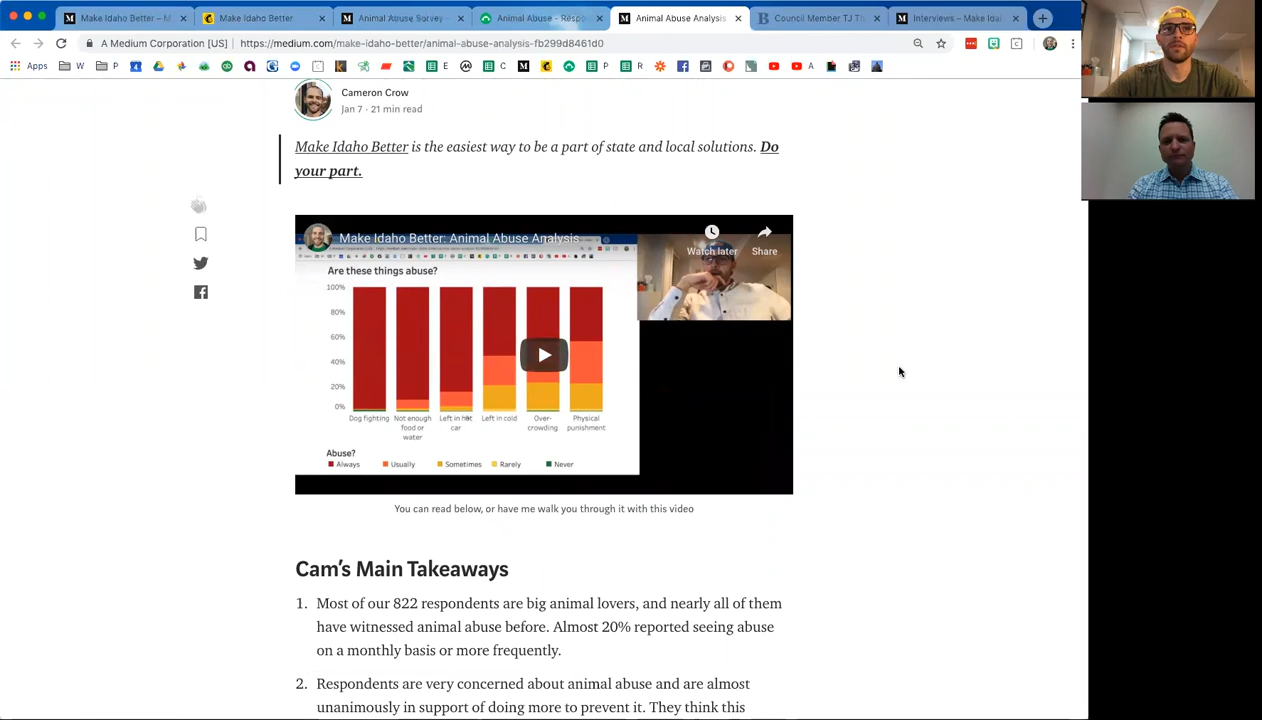 Make Idaho Better – M
Make Idaho Better
Animal Abuse Survey –
Animal Abuse - Respo
Animal Abuse Analysis
Council Member TJ Th
Interviews – Make Idah
A Medium Corporation [US]
https://medium.com/make-idaho-better/animal-abuse-analysis-fb299d8461d0
Apps
W
P
E
C
P
R
A
Cameron Crow
Jan 7 · 21 min read
Make Idaho Better is the easiest way to be a part of state and local solutions. Do
your part.
Make Idaho Better: Animal Abuse Analysis
Watch later
Share
Are these things abuse?
100%
80%
60%
40%
20%
0%
Dog fighting
Not enough
food or
water
Left in hot
car
Left in cold
Over-
crowding
Physical
punishment
Abuse?
Always
Usually
Sometimes
Rarely
Never
You can read below, or have me walk you through it with this video
Cam's Main Takeaways
1. Most of our 822 respondents are big animal lovers, and nearly all of them
have witnessed animal abuse before. Almost 20% reported seeing abuse
on a monthly basis or more frequently.
2. Respondents are very concerned about animal abuse and are almost
unanimously in support of doing more to prevent it. They think this